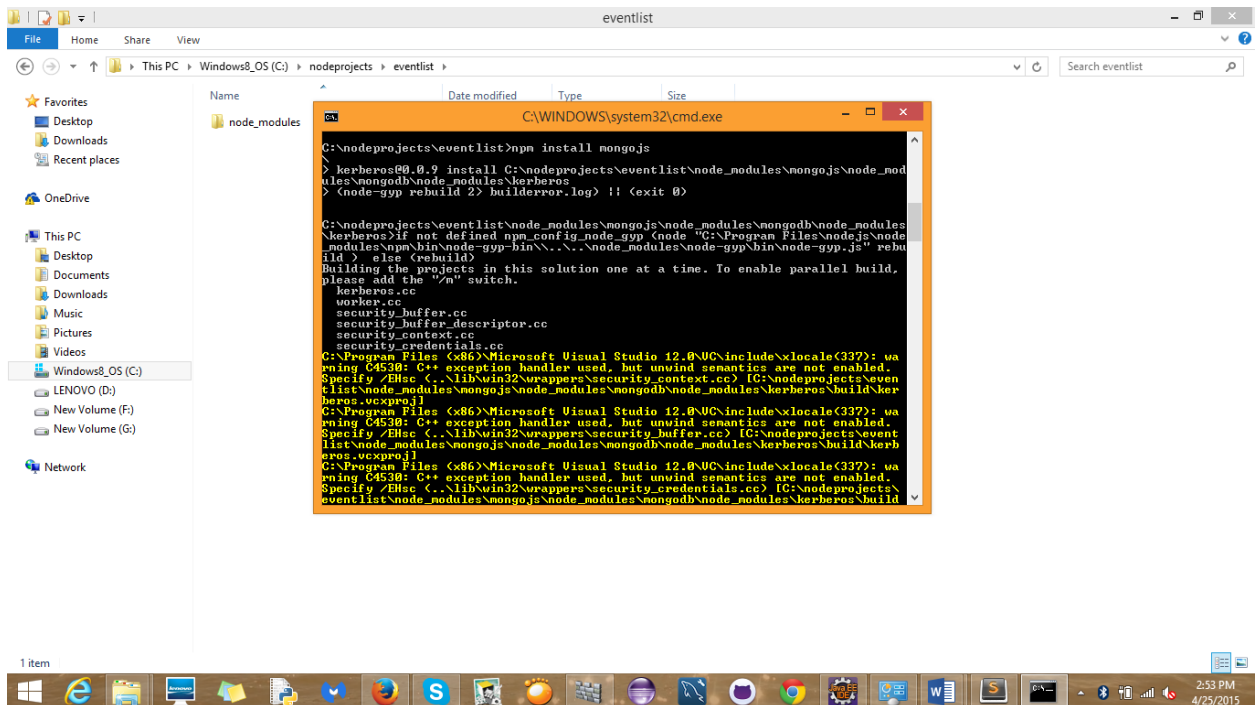 eventlist
File Home Share View
This PC Windows8_OS (C:) nodeprojects eventlist
Search eventlist
Favorites
Desktop
Downloads
Recent places
OneDrive
This PC
Desktop
Documents
Downloads
Music
Pictures
Videos
Windows8_OS (C:)
LENOVO (D:)
New Volume (F:)
New Volume (G:)
Network
Name Date modified Type Size
node_modules
C:\WINDOWS\system32\cmd.exe
C:\nodeprojects\eventlist>npm install mongojs
\
> kerberos@0.0.9 install C:\nodeprojects\eventlist\node_modules\mongojs\node_mod
ules\mongodb\node_modules\kerberos
> (node-gyp rebuild 2> builderror.log) || (exit 0)
C:\nodeprojects\eventlist\node_modules\mongojs\node_modules\mongodb\node_modules
\kerberos>if not defined npm_config_node_gyp (node "C:\Program Files\nodejs\node
_modules\npm\bin\node-gyp-bin\\..\..\node_modules\node-gyp\bin\node-gyp.js" rebu
ild ) else (rebuild)
Building the projects in this solution one at a time. To enable parallel build,
please add the "/m" switch.
kerberos.cc
worker.cc
security_buffer.cc
security_buffer_descriptor.cc
security_context.cc
security_credentials.cc
C:\Program Files (x86)\Microsoft Visual Studio 12.0\VC\include\xlocale(337): wa
rning C4530: C++ exception handler used, but unwind semantics are not enabled.
Specify /EHsc (..\lib\win32\wrappers\security_context.cc) [C:\nodeprojects\even
tlist\node_modules\mongojs\node_modules\mongodb\node_modules\kerberos\build\ker
beros.vcxproj]
C:\Program Files (x86)\Microsoft Visual Studio 12.0\VC\include\xlocale(337): wa
rning C4530: C++ exception handler used, but unwind semantics are not enabled.
Specify /EHsc (..\lib\win32\wrappers\security_buffer.cc) [C:\nodeprojects\event
list\node_modules\mongojs\node_modules\mongodb\node_modules\kerberos\build\kerb
eros.vcxproj]
C:\Program Files (x86)\Microsoft Visual Studio 12.0\VC\include\xlocale(337): wa
rning C4530: C++ exception handler used, but unwind semantics are not enabled.
Specify /EHsc (..\lib\win32\wrappers\security_credentials.cc) [C:\nodeprojects\
eventlist\node_modules\mongojs\node_modules\mongodb\node_modules\kerberos\build
1 item
2:53 PM
4/25/2015